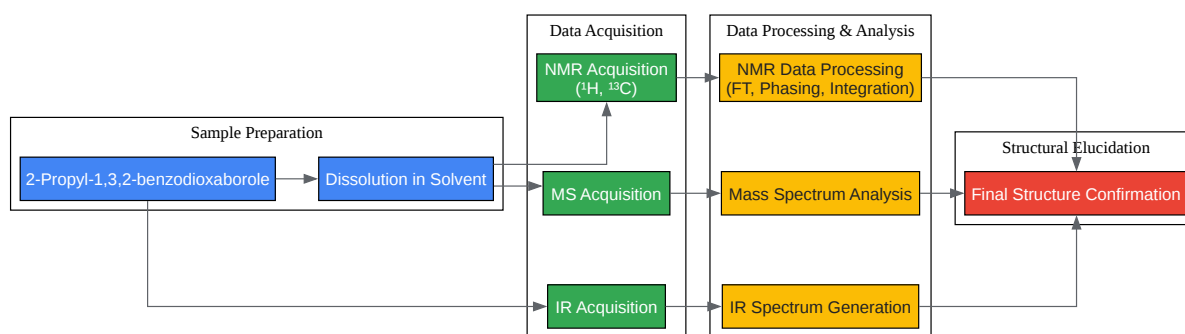 Data Acquisition
Data Processing & Analysis
NMR Acquisition
(¹H, ¹³C)
NMR Data Processing
(FT, Phasing, Integration)
Sample Preparation
Structural Elucidation
2-Propyl-1,3,2-benzodioxaborole
Dissolution in Solvent
MS Acquisition
Mass Spectrum Analysis
Final Structure Confirmation
IR Acquisition
IR Spectrum Generation